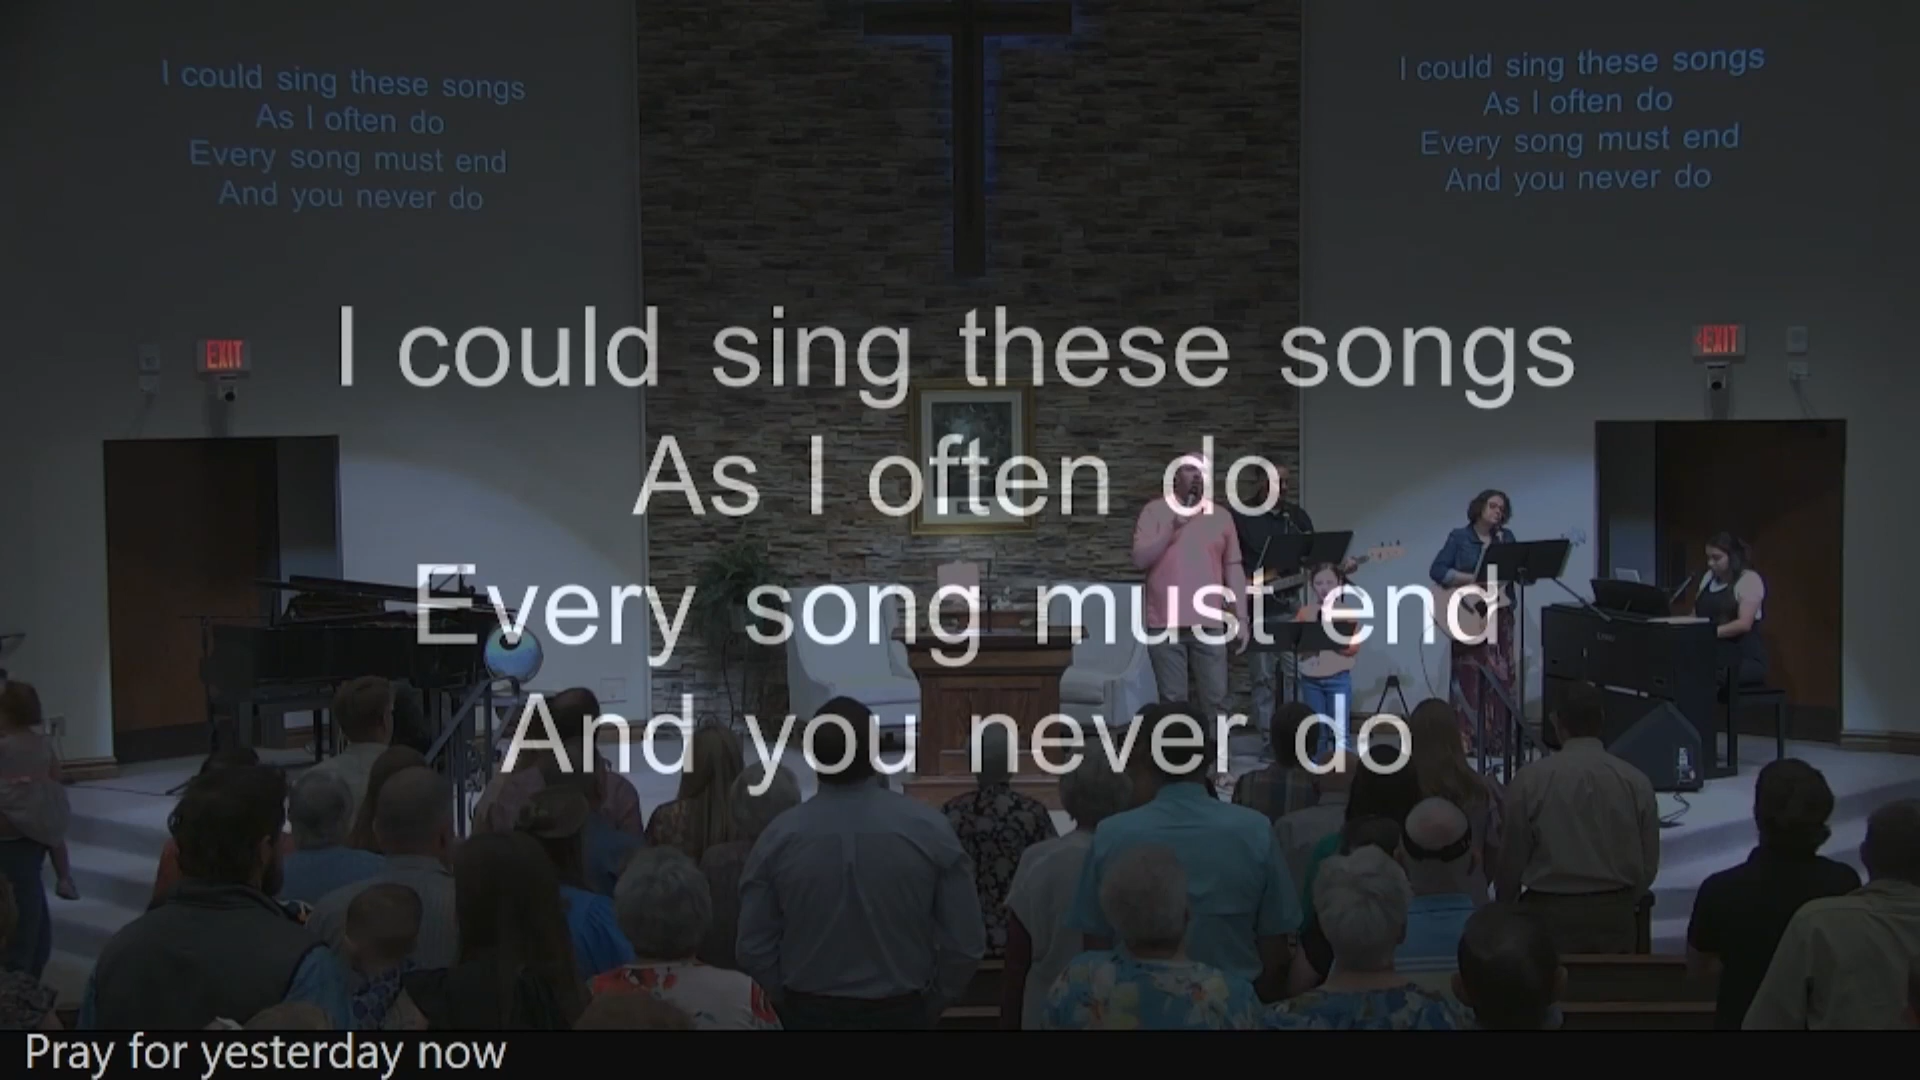 I could sing these songs
As I often do
Every song must end
And you never do
I could sing these songs
As I often do
Every song must end
And you never do
EXIT
EXIT
I could sing these songs
As I often do
Every song must end
And you never do
Pray for yesterday now